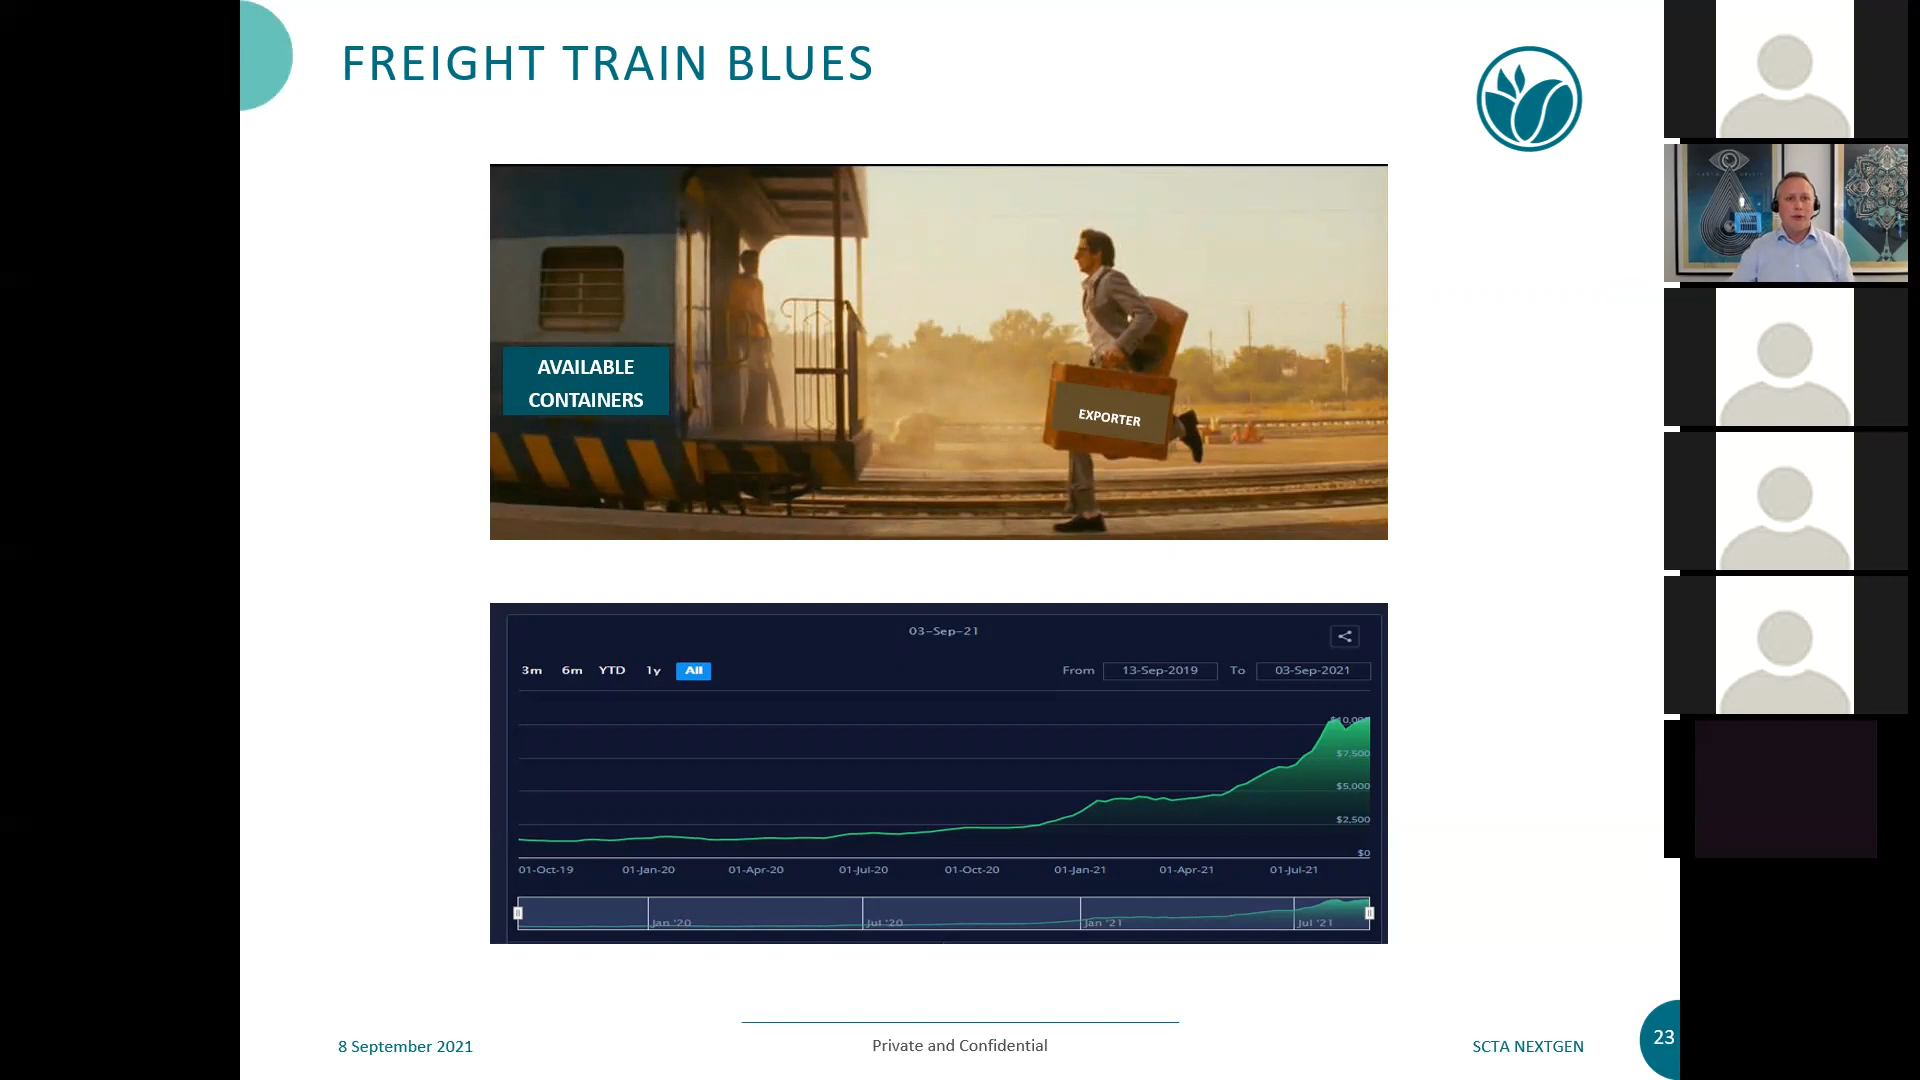 FREIGHT TRAIN BLUES
AVAILABLE
CONTAINERS
EXPORTER
03-Sep-21
3m 6m YTD 1y All
From 13-Sep-2019 To 03-Sep-2021
$10,000
$7,500
$5,000
$2,500
$0
01-Oct-19 01-Jan-20 01-Apr-20 01-Jul-20 01-Oct-20 01-Jan-21 01-Apr-21 01-Jul-21
Jan '20 Jul '20 Jan '21 Jul '21
8 September 2021
Private and Confidential
SCTA NEXTGEN
23